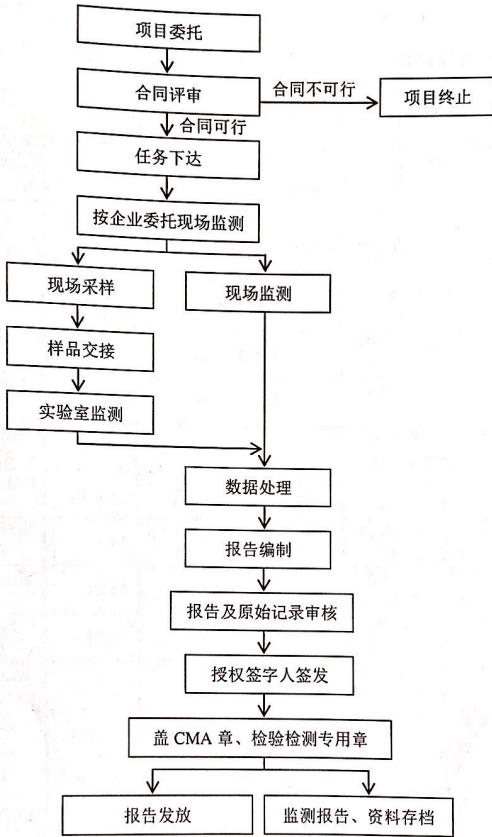 项目委托
合同评审
合同不可行
项目终止
合同可行
任务下达
按企业委托现场监测
现场采样
现场监测
样品交接
实验室监测
数据处理
报告编制
报告及原始记录审核
授权签字人签发
盖 CMA 章、检验检测专用章
报告发放
监测报告、资料存档